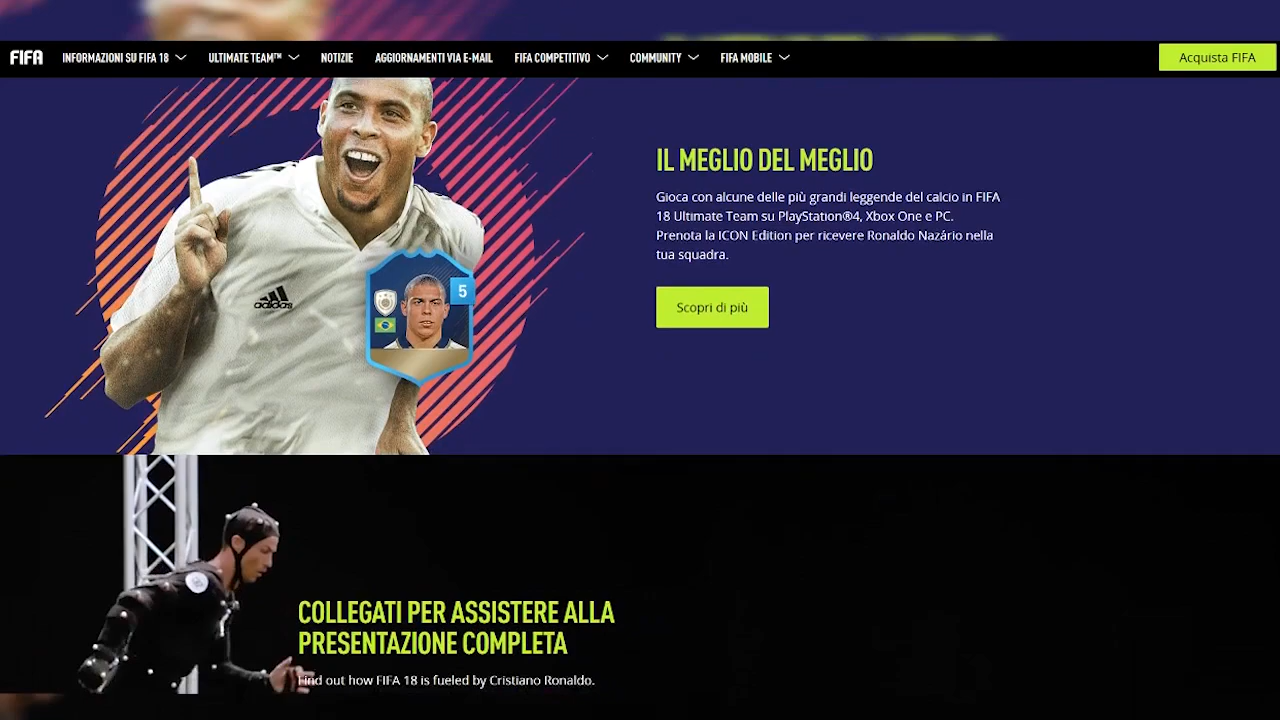 FIFA INFORMAZIONI SU FIFA 18 ULTIMATE TEAM™ NOTIZIE AGGIORNAMENTI VIA E-MAIL FIFA COMPETITIVO COMMUNITY FIFA MOBILE Acquista FIFA
IL MEGLIO DEL MEGLIO
Gioca con alcune delle più grandi leggende del calcio in FIFA
18 Ultimate Team su PlayStation®4, Xbox One e PC.
Prenota la ICON Edition per ricevere Ronaldo Nazário nella
tua squadra.
Scopri di più
adidas
5
COLLEGATI PER ASSISTERE ALLA
PRESENTAZIONE COMPLETA
Find out how FIFA 18 is fueled by Cristiano Ronaldo.